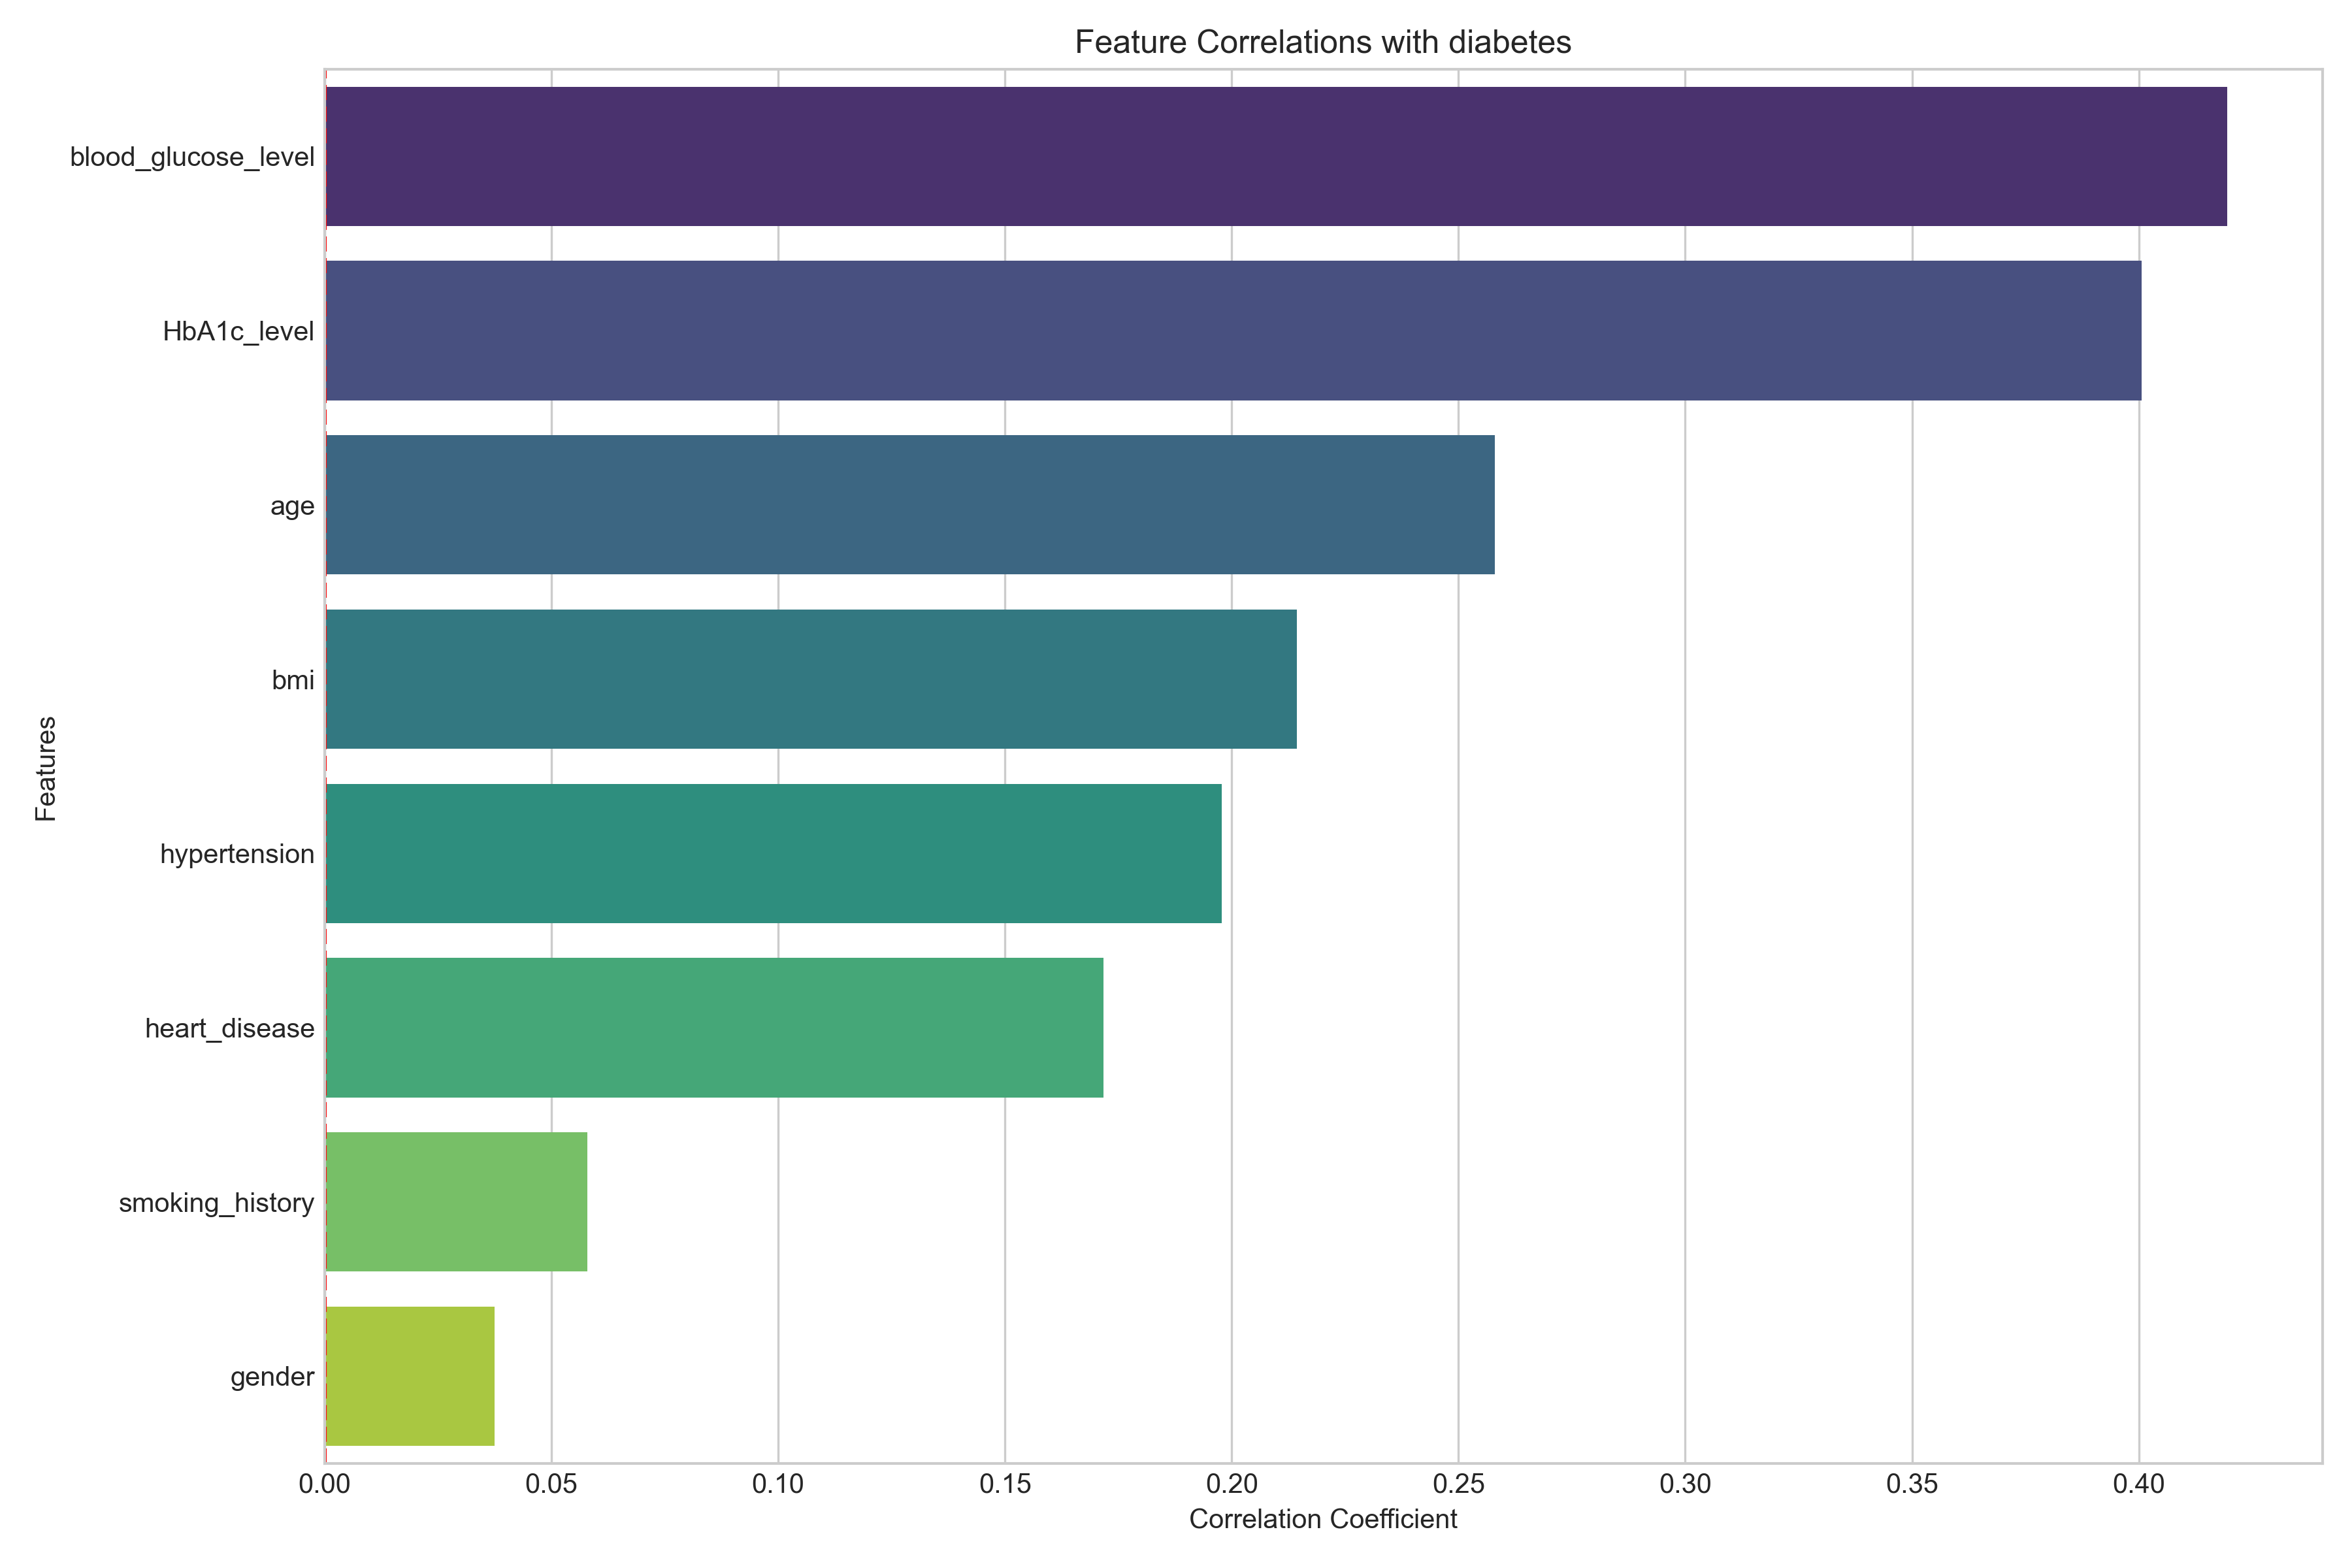 Feature Correlations with diabetes
blood_glucose_level
HbA1c_level
age
bmi
hypertension
heart_disease
smoking_history
gender
Features
0.00 0.05 0.10 0.15 0.20 0.25 0.30 0.35 0.40
Correlation Coefficient